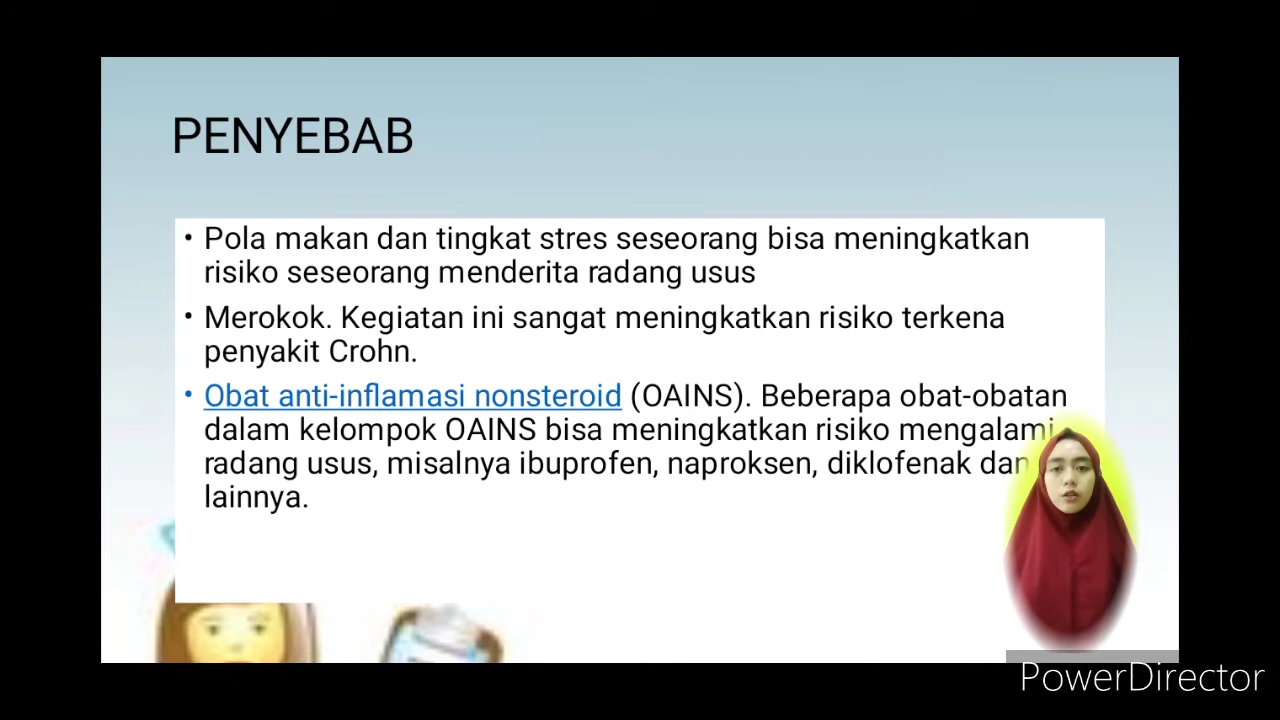 PENYEBAB
• Pola makan dan tingkat stres seseorang bisa meningkatkan
risiko seseorang menderita radang usus
• Merokok. Kegiatan ini sangat meningkatkan risiko terkena
penyakit Crohn.
• Obat anti-inflamasi nonsteroid (OAINS). Beberapa obat-obatan
dalam kelompok OAINS bisa meningkatkan risiko mengalami
radang usus, misalnya ibuprofen, naproksen, diklofenak dan
lainnya.
PowerDirector